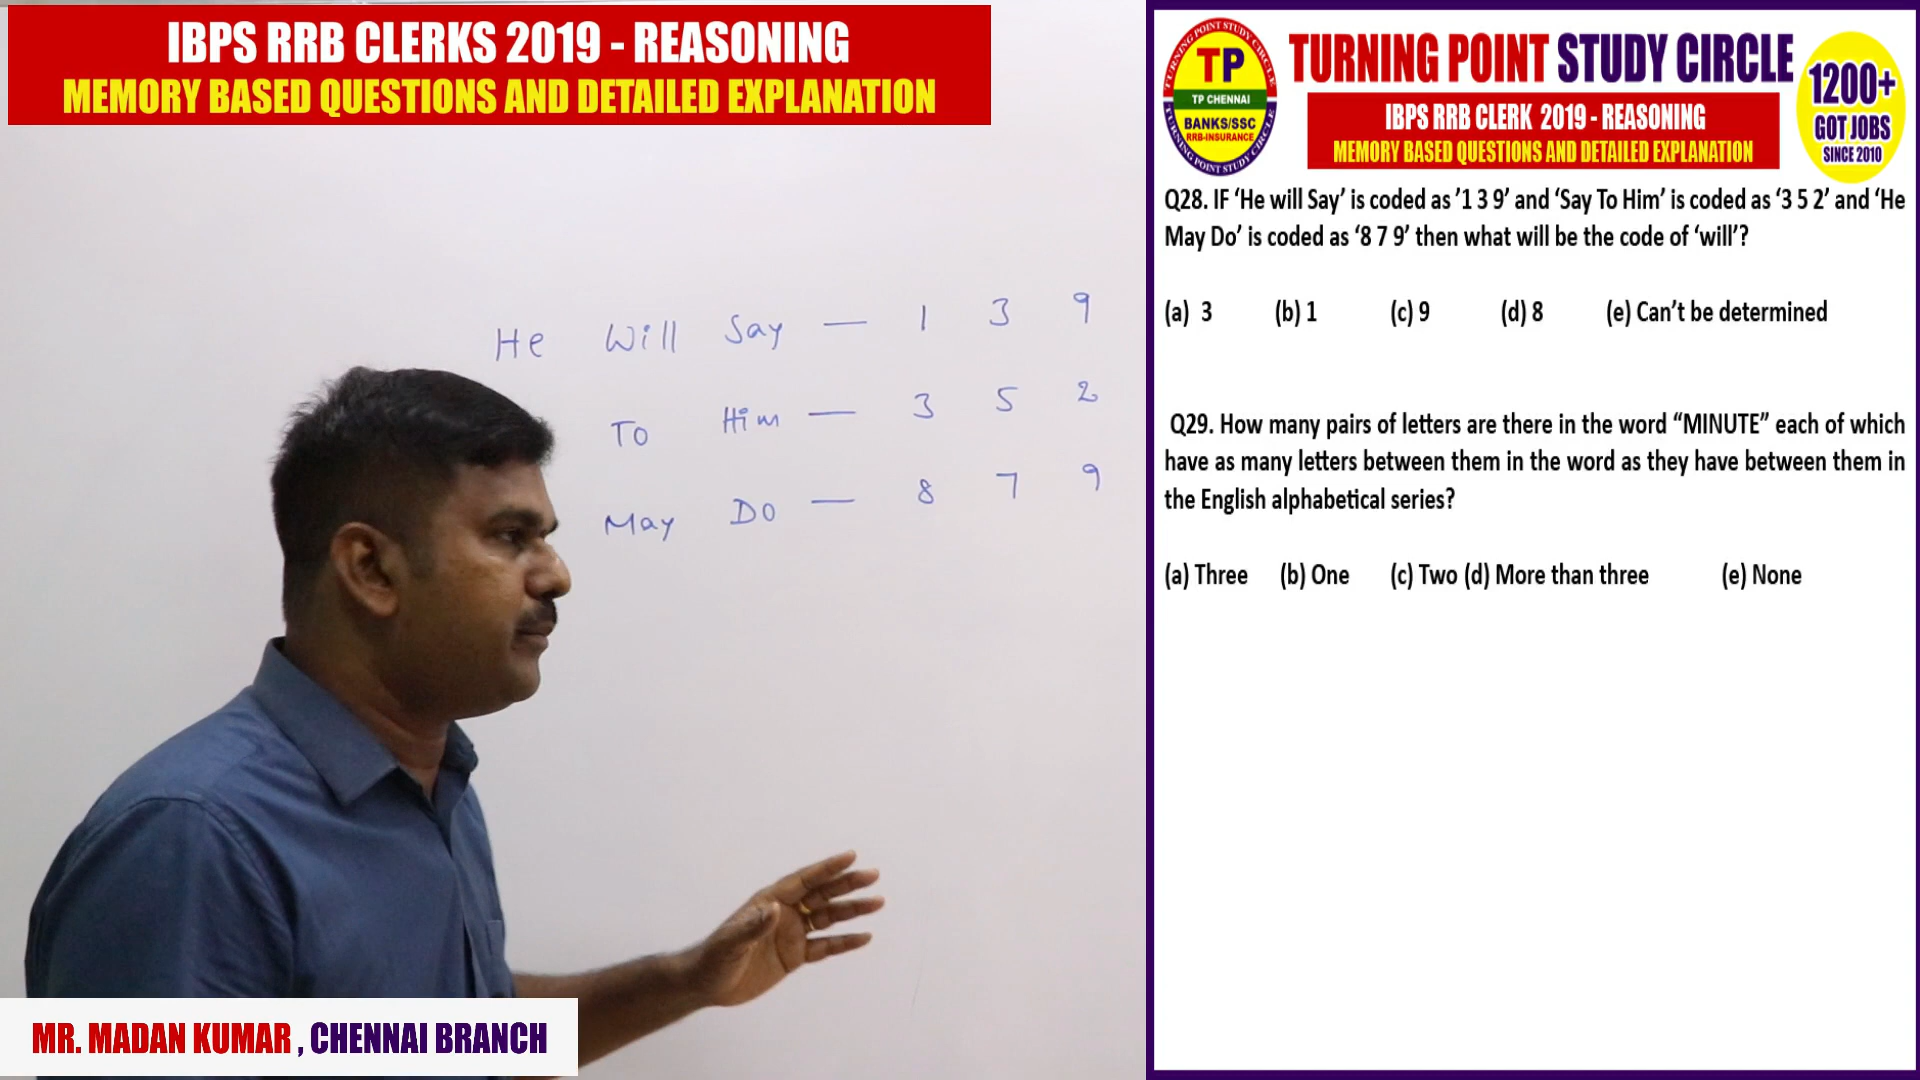 IBPS RRB CLERKS 2019 - REASONING
MEMORY BASED QUESTIONS AND DETAILED EXPLANATION
He Will Say — 1 3 9
To Him — 3 5 2
May Do — 8 7 9
MR. MADAN KUMAR , CHENNAI BRANCH
TURNING POINT STUDY CIRCLE
TP
TP CHENNAI
BANKS/SSC
RRB-INSURANCE
TURNING POINT STUDY CIRCLE
IBPS RRB CLERK 2019 - REASONING
MEMORY BASED QUESTIONS AND DETAILED EXPLANATION
1200+
GOT JOBS
SINCE 2010
Q28. IF ‘He will Say’ is coded as ’1 3 9’ and ‘Say To Him’ is coded as ‘3 5 2’ and ‘He
May Do’ is coded as ‘8 7 9’ then what will be the code of ‘will’?
(a) 3 (b) 1 (c) 9 (d) 8 (e) Can’t be determined
Q29. How many pairs of letters are there in the word “MINUTE” each of which
have as many letters between them in the word as they have between them in
the English alphabetical series?
(a) Three (b) One (c) Two (d) More than three (e) None